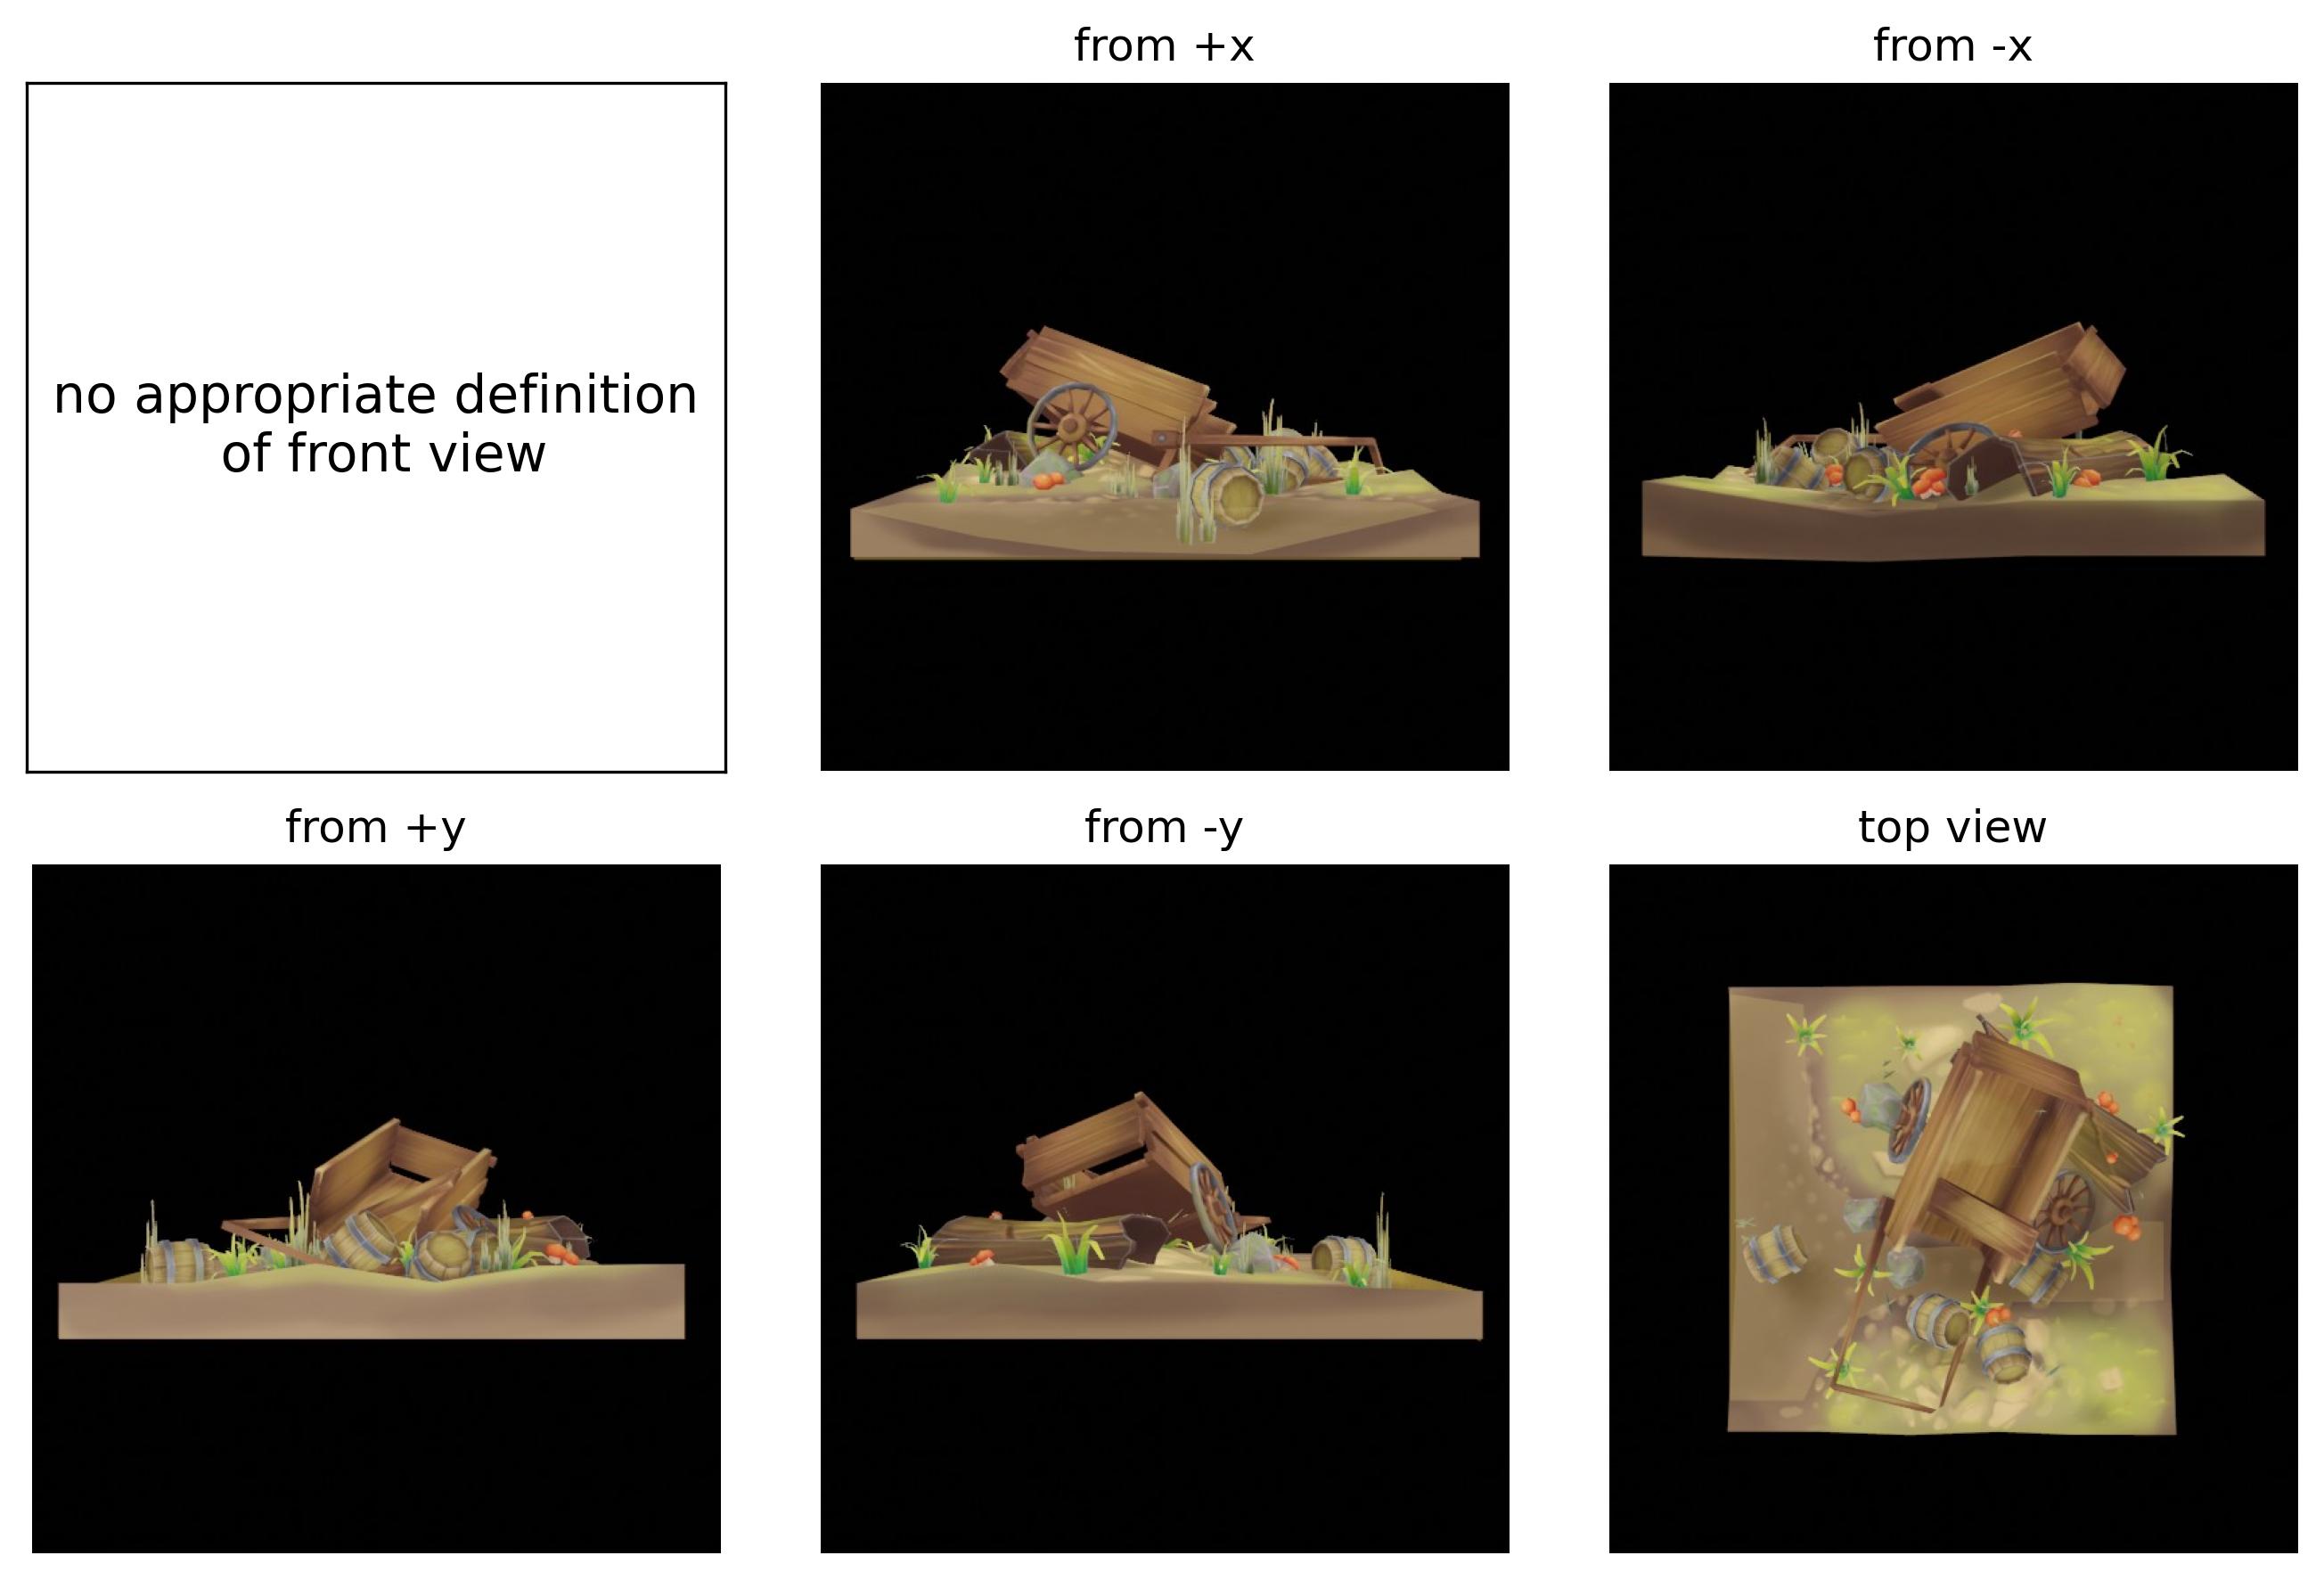 from +x
from -x
no appropriate definition
of front view
from +y
from -y
top view